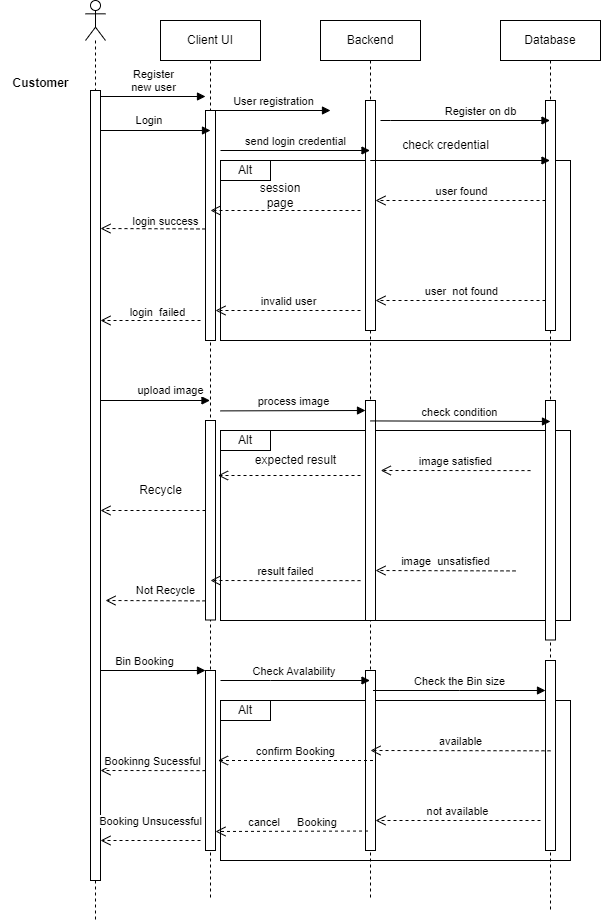 Client UI
Backend
Database
Customer
Register
new user
User registration
Register on db
Login
send login credential
check credential
Alt
session
page
user found
login success
user  not found
invalid user
login  failed
upload image
process image
check condition
Alt
expected result
image satisfied
Recycle
image  unsatisfied
result failed
Not Recycle
Bin Booking
Check Avalability
Check the Bin size
Alt
available
confirm Booking
Bookinng Sucessful
not available
cancel     Booking
Booking Unsucessful